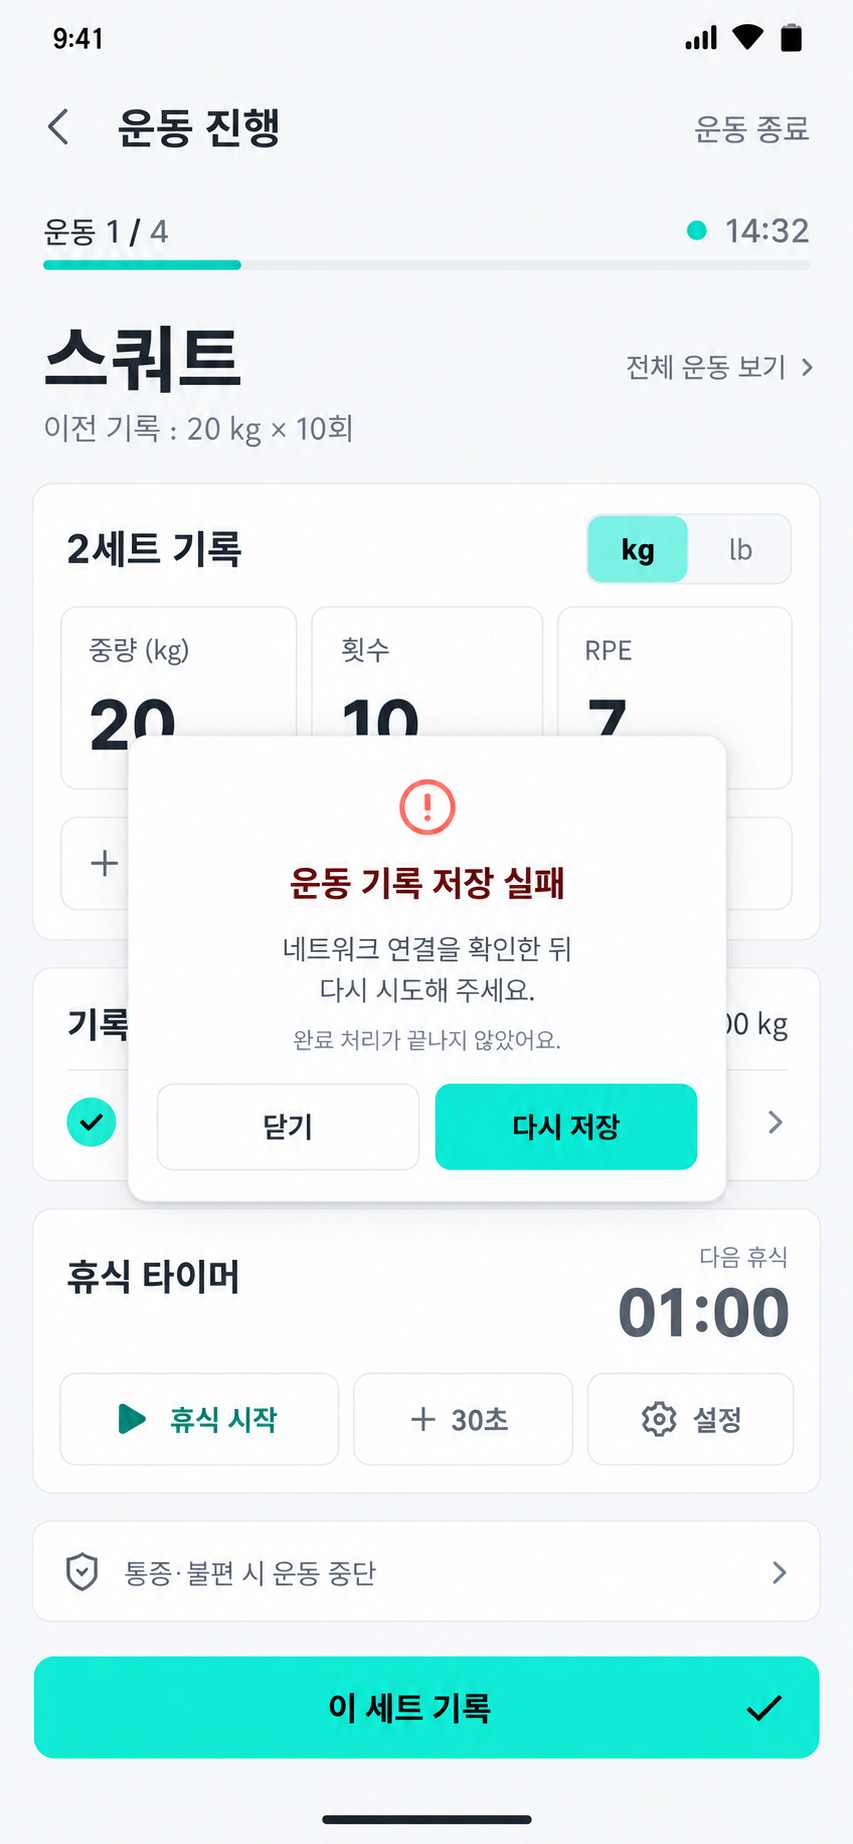 9:41
운동 진행
운동 종료
운동 1 / 4
14:32
스쿼트
전체 운동 보기
이전 기록 : 20 kg × 10회
2세트 기록
kg
lb
중량 (kg)
횟수
RPE
20
10
7
운동 기록 저장 실패
네트워크 연결을 확인한 뒤
다시 시도해 주세요.
완료 처리가 끝나지 않았어요.
기록
kg
닫기
다시 저장
휴식 타이머
다음 휴식
01:00
휴식 시작
+ 30초
설정
통증·불편 시 운동 중단
이 세트 기록